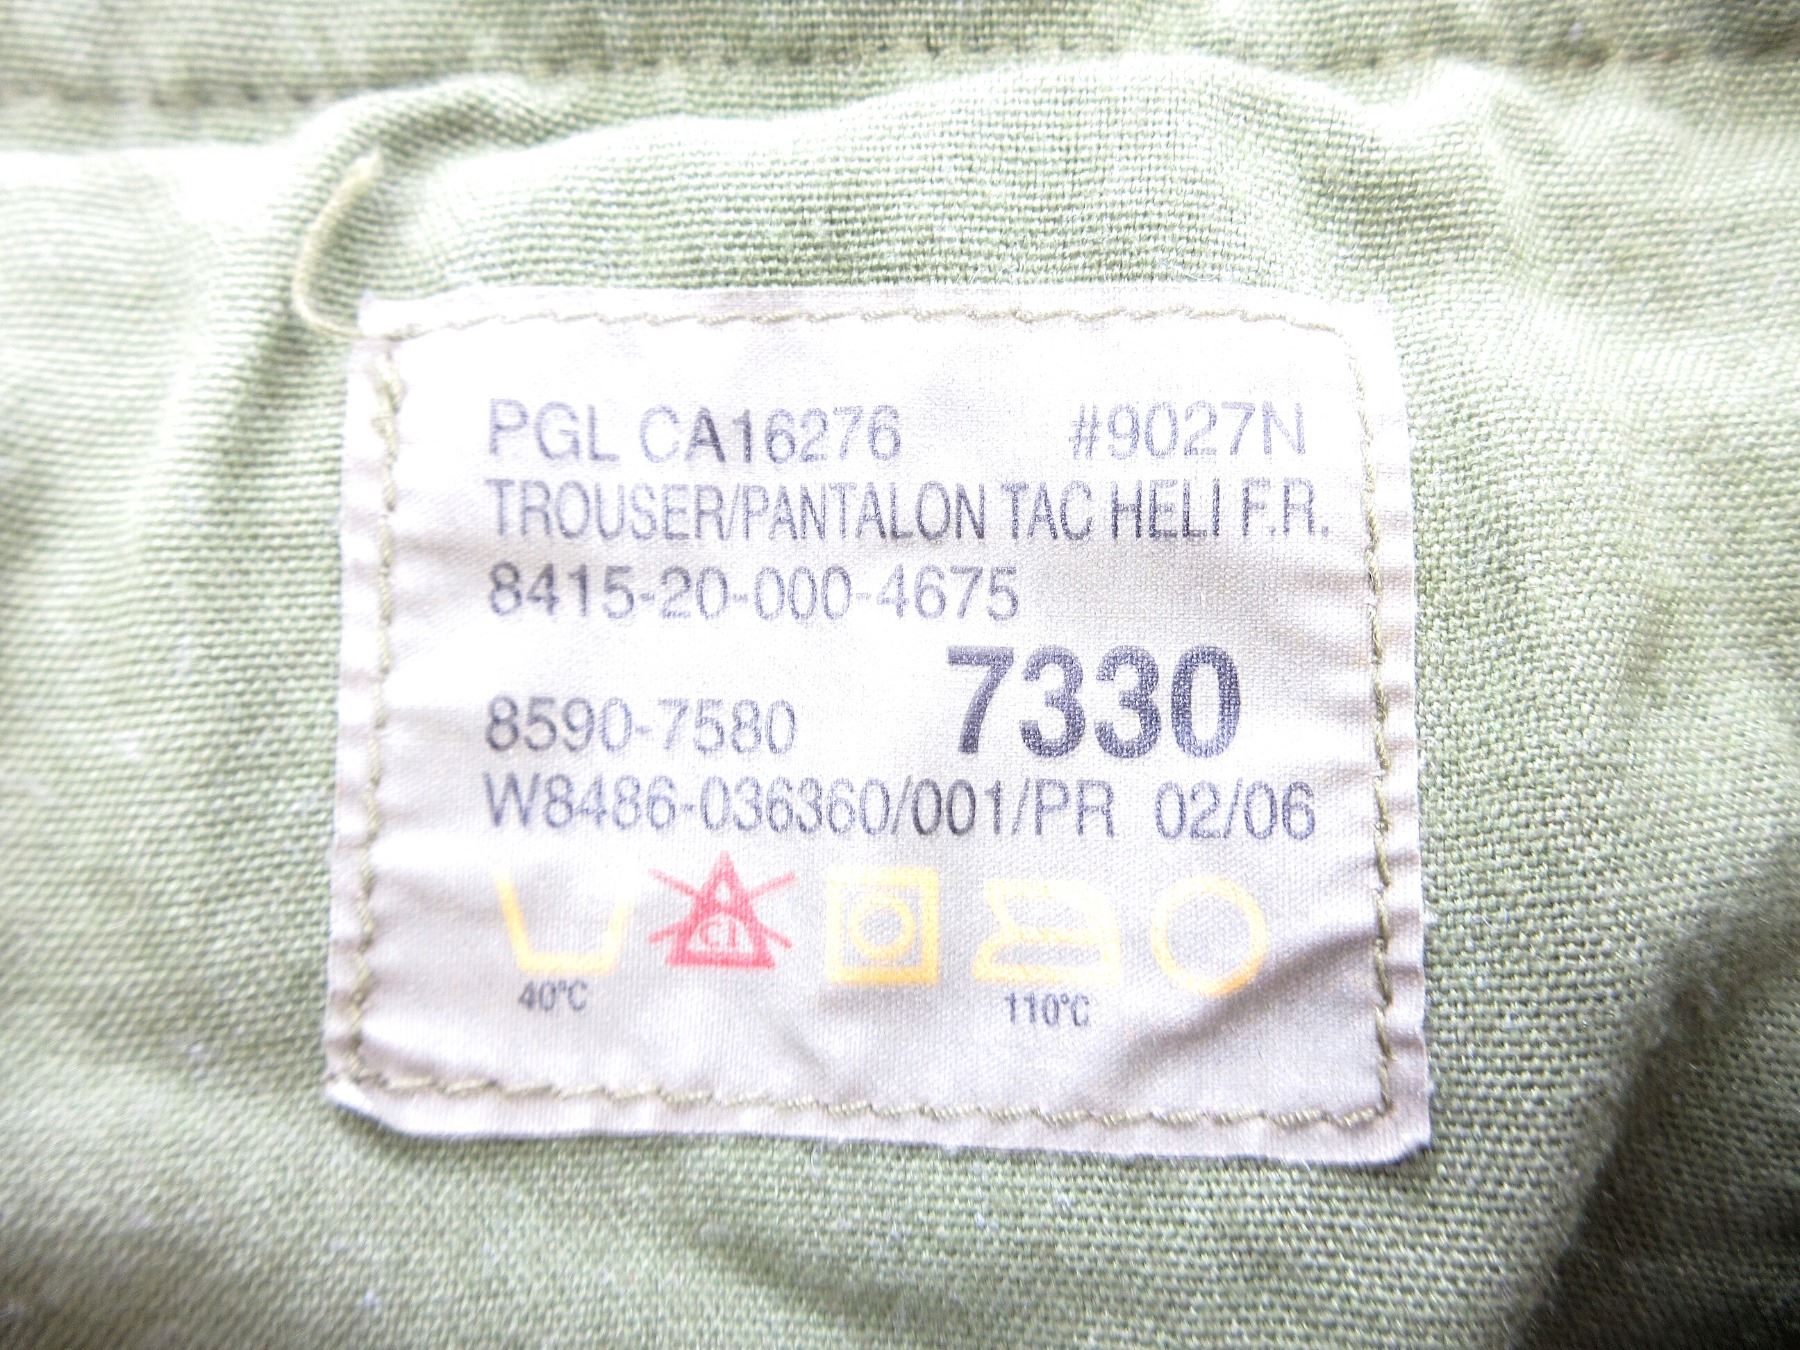 PGL CA16276 #9027N
TROUSER/PANTALON TAC HELI F.R.
8415-20-000-4675
8590-7580 7330
W8486-036360/001/PR 02/06
Cl
40°C 110°C